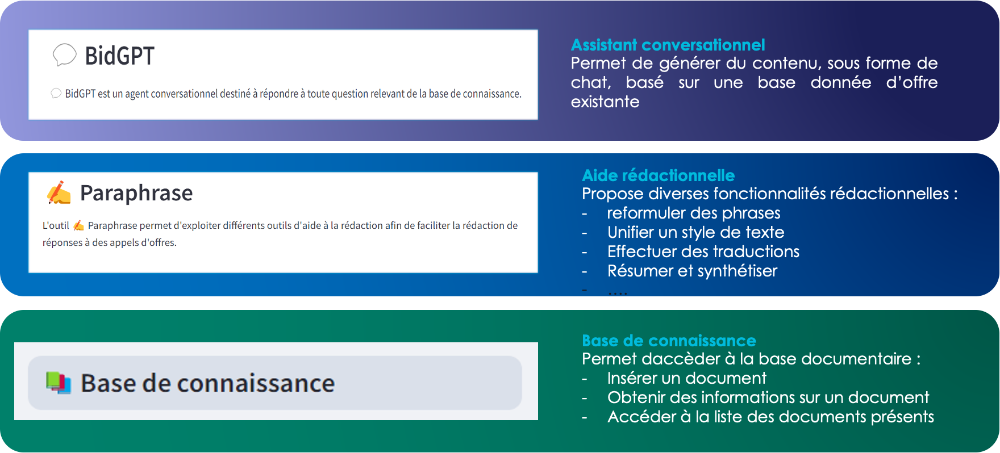 BidGPT
BidGPT est un agent conversationnel destiné à répondre à toute question relevant de la base de connaissance.
Assistant conversationnel
Permet de générer du contenu, sous forme de
chat, basé sur une base donnée d’offre
existante
Paraphrase
L'outil ✍️ Paraphrase permet d'exploiter différents outils d'aide à la rédaction afin de faciliter la rédaction de
réponses à des appels d'offres.
Aide rédactionnelle
Propose diverses fonctionnalités rédactionnelles :
- reformuler des phrases
- Unifier un style de texte
- Effectuer des traductions
- Résumer et synthétiser
- ....
Base de connaissance
Base de connaissance
Permet daccèder à la base documentaire :
- Insérer un document
- Obtenir des informations sur un document
- Accéder à la liste des documents présents